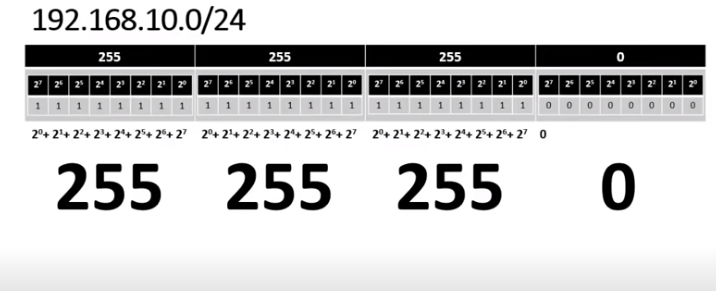 192.168.10.0/24
255 255 255 0
2⁷ 2⁶ 2⁵ 2⁴ 2³ 2² 2¹ 2⁰ 2⁷ 2⁶ 2⁵ 2⁴ 2³ 2² 2¹ 2⁰ 2⁷ 2⁶ 2⁵ 2⁴ 2³ 2² 2¹ 2⁰ 2⁷ 2⁶ 2⁵ 2⁴ 2³ 2² 2¹ 2⁰
1 1 1 1 1 1 1 1 1 1 1 1 1 1 1 1 1 1 1 1 1 1 1 1 0 0 0 0 0 0 0 0
2⁰+ 2¹+ 2²+ 2³+ 2⁴+ 2⁵+ 2⁶+ 2⁷ 2⁰+ 2¹+ 2²+ 2³+ 2⁴+ 2⁵+ 2⁶+ 2⁷ 2⁰+ 2¹+ 2²+ 2³+ 2⁴+ 2⁵+ 2⁶+ 2⁷ 0
255 255 255 0